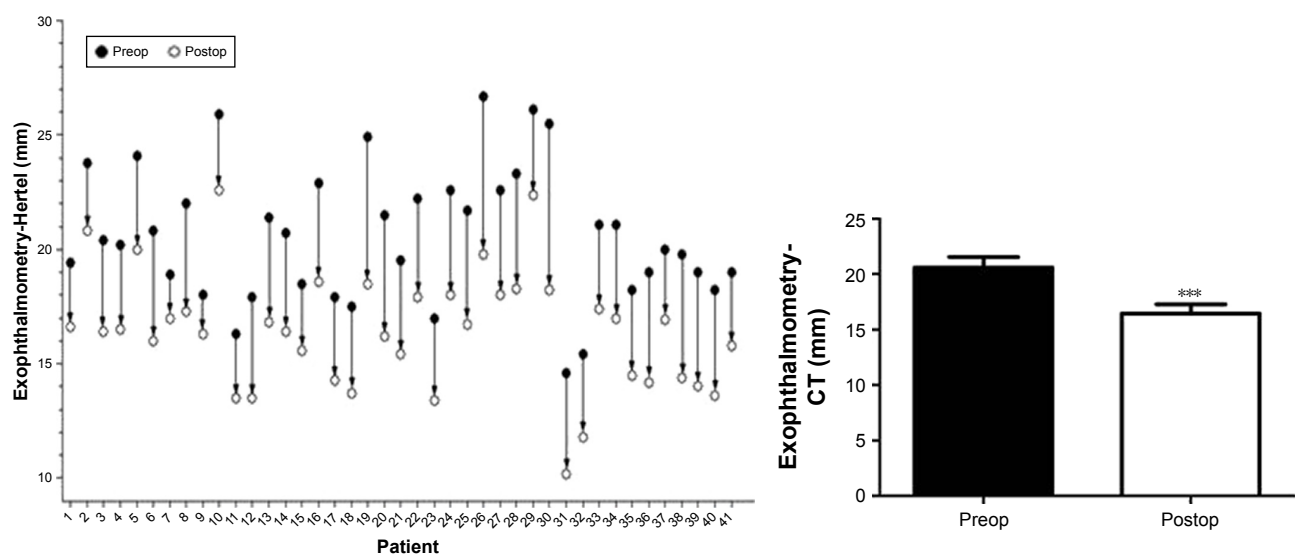 30
25
20
15
10
Exophthalmometry-Hertel (mm)
Preop Postop
1 2 3 4 5 6 7 8 9 10 11 12 13 14 15 16 17 18 19 20 21 22 23 24 25 26 27 28 29 30 31 32 33 34 35 36 37 38 39 40 41
Patient
Exophthalmometry-
CT (mm)
25
20
15
10
5
0
***
Preop Postop